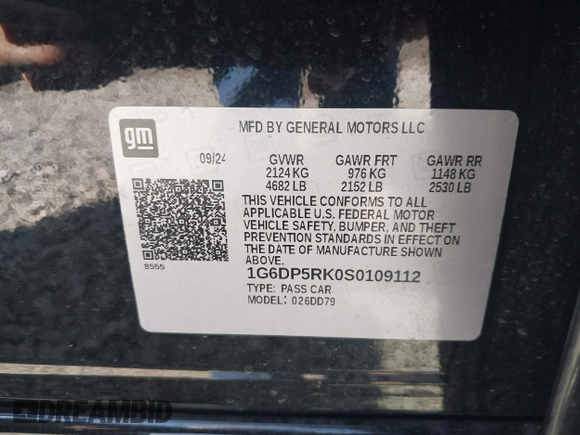 gm
MFD BY GENERAL MOTORS LLC
09/24 GVWR GAWR FRT GAWR RR
2124 KG 976 KG 1148 KG
4682 LB 2152 LB 2530 LB
THIS VEHICLE CONFORMS TO ALL
APPLICABLE U.S. FEDERAL MOTOR
VEHICLE SAFETY, BUMPER, AND THEFT
PREVENTION STANDARDS IN EFFECT ON
THE DATE OF MANUFACTURE SHOWN
ABOVE.
8555
1G6DP5RK0S0109112
TYPE: PASS CAR
MODEL: 026DD79
DREAMBID